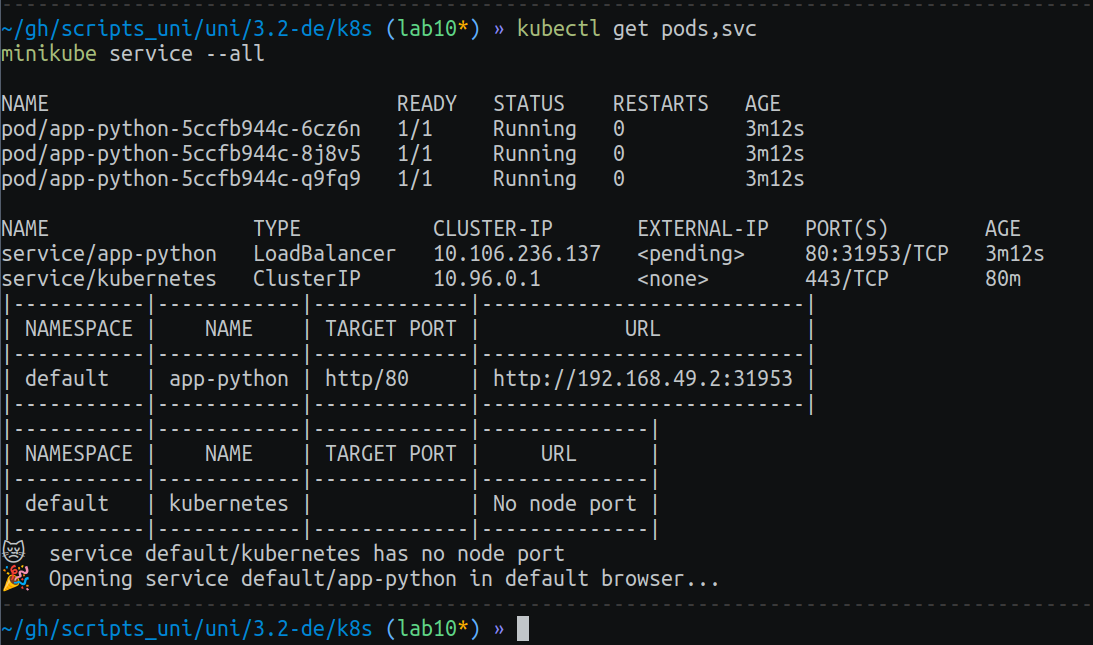 ~/gh/scripts_uni/uni/3.2-de/k8s (lab10*) » kubectl get pods,svc
minikube service --all
NAME                             READY   STATUS    RESTARTS   AGE
pod/app-python-5ccfb944c-6cz6n   1/1     Running   0          3m12s
pod/app-python-5ccfb944c-8j8v5   1/1     Running   0          3m12s
pod/app-python-5ccfb944c-q9fq9   1/1     Running   0          3m12s
NAME                 TYPE           CLUSTER-IP       EXTERNAL-IP   PORT(S)        AGE
service/app-python   LoadBalancer   10.106.236.137   <pending>     80:31953/TCP   3m12s
service/kubernetes   ClusterIP      10.96.0.1        <none>        443/TCP        80m
|-----------|------------|-------------|---------------------------|
| NAMESPACE |    NAME    | TARGET PORT |            URL            |
|-----------|------------|-------------|---------------------------|
| default   | app-python | http/80     | http://192.168.49.2:31953 |
|-----------|------------|-------------|---------------------------|
|-----------|------------|-------------|--------------|
| NAMESPACE |    NAME    | TARGET PORT |     URL      |
|-----------|------------|-------------|--------------|
| default   | kubernetes |             | No node port |
|-----------|------------|-------------|--------------|
😿  service default/kubernetes has no node port
🎉  Opening service default/app-python in default browser...
~/gh/scripts_uni/uni/3.2-de/k8s (lab10*) »